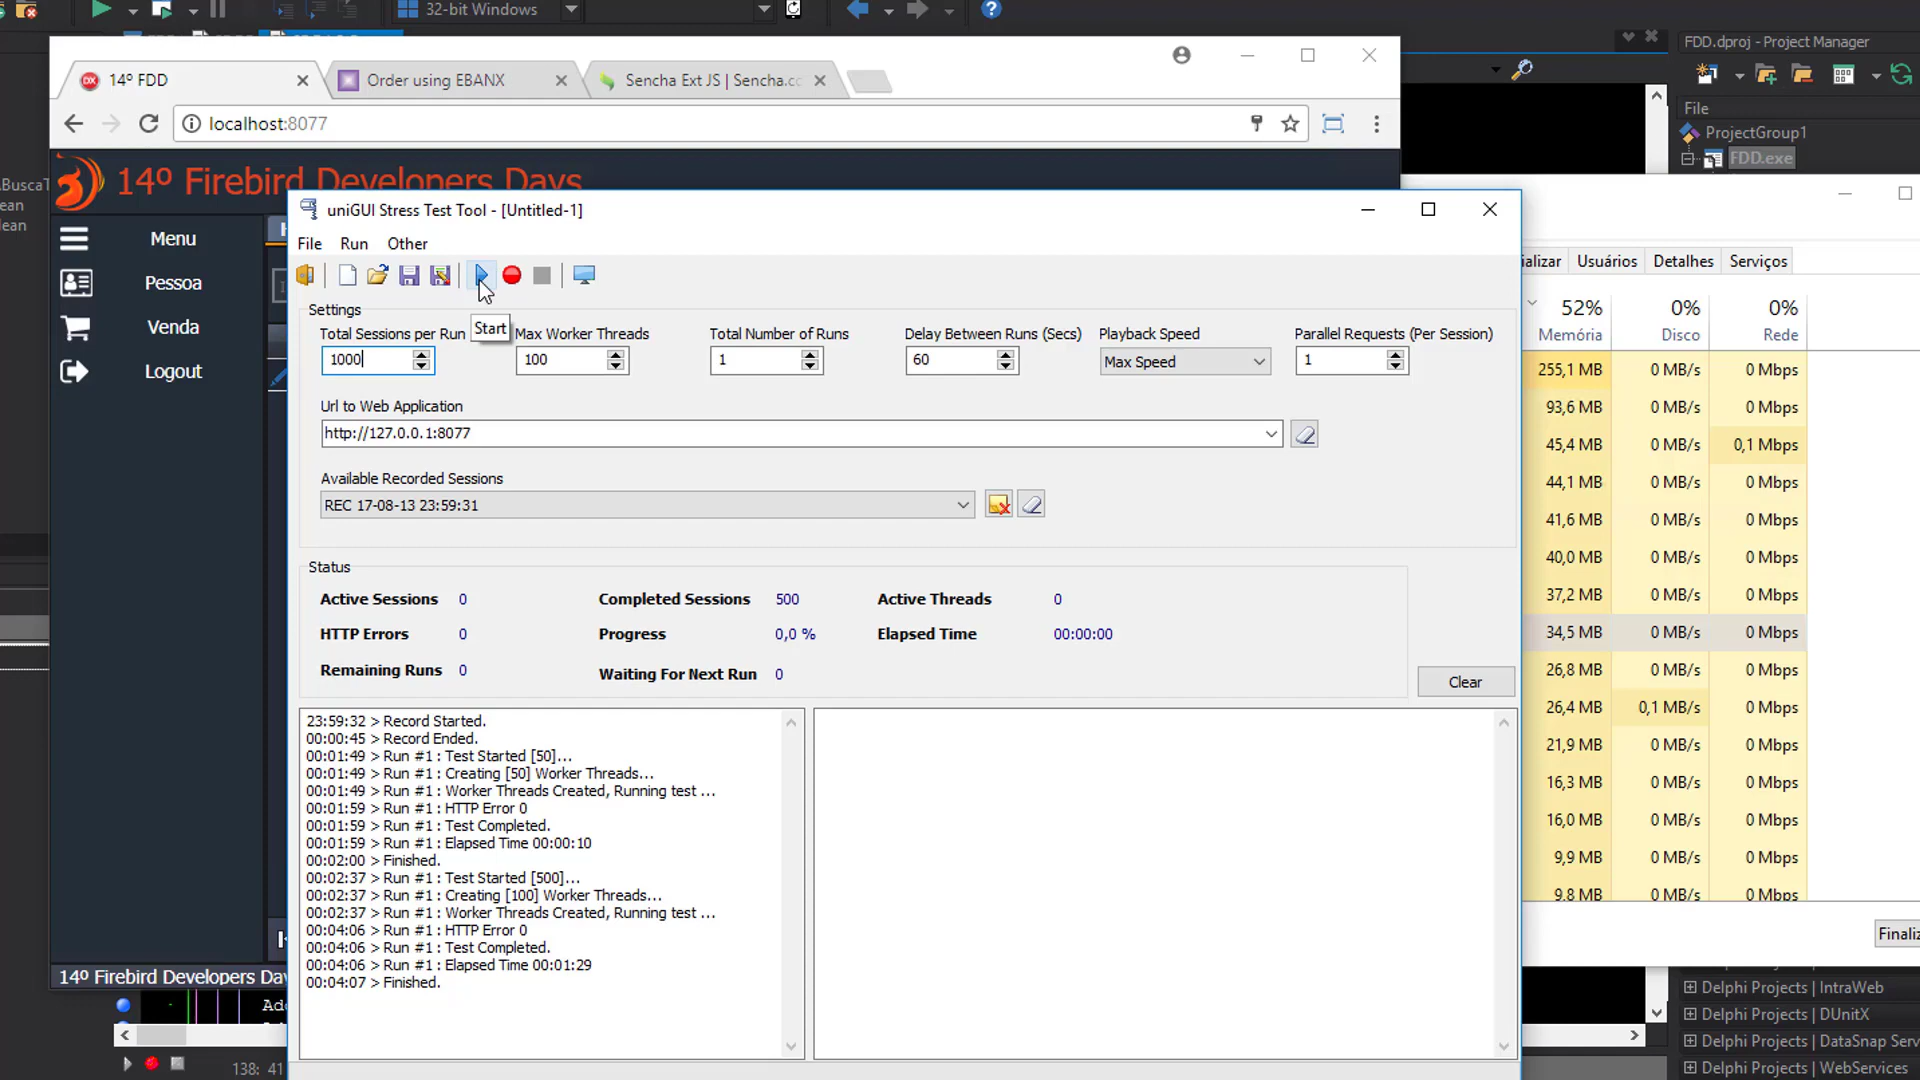 32-bit Windows
FDD.dproj - Project Manager
14º FDD
Order using EBANX
Sencha Ext JS | Sencha.cc
localhost:8077
File
ProjectGroup1
FDD.exe
BuscaT
ean
ean
14º Firebird Developers Days
Menu
Pessoa
Venda
Logout
uniGUI Stress Test Tool - [Untitled-1]
File Run Other
Settings
Start
Total Sessions per Run Max Worker Threads Total Number of Runs Delay Between Runs (Secs) Playback Speed Parallel Requests (Per Session)
1000 100 1 60 Max Speed 1
Url to Web Application
http://127.0.0.1:8077
Available Recorded Sessions
REC 17-08-13 23:59:31
Status
Active Sessions 0 Completed Sessions 500 Active Threads 0
HTTP Errors 0 Progress 0,0 % Elapsed Time 00:00:00
Remaining Runs 0 Waiting For Next Run 0
Clear
23:59:32 > Record Started.
00:00:45 > Record Ended.
00:01:49 > Run #1 : Test Started [50]...
00:01:49 > Run #1 : Creating [50] Worker Threads...
00:01:49 > Run #1 : Worker Threads Created, Running test ...
00:01:59 > Run #1 : HTTP Error 0
00:01:59 > Run #1 : Test Completed.
00:01:59 > Run #1 : Elapsed Time 00:00:10
00:02:00 > Finished.
00:02:37 > Run #1 : Test Started [500]...
00:02:37 > Run #1 : Creating [100] Worker Threads...
00:02:37 > Run #1 : Worker Threads Created, Running test ...
00:04:06 > Run #1 : HTTP Error 0
00:04:06 > Run #1 : Test Completed.
00:04:06 > Run #1 : Elapsed Time 00:01:29
00:04:07 > Finished.
ializar Usuários Detalhes Serviços
52% 0% 0%
Memória Disco Rede
255,1 MB 0 MB/s 0 Mbps
93,6 MB 0 MB/s 0 Mbps
45,4 MB 0 MB/s 0,1 Mbps
44,1 MB 0 MB/s 0 Mbps
41,6 MB 0 MB/s 0 Mbps
40,0 MB 0 MB/s 0 Mbps
37,2 MB 0 MB/s 0 Mbps
34,5 MB 0 MB/s 0 Mbps
26,8 MB 0 MB/s 0 Mbps
26,4 MB 0,1 MB/s 0 Mbps
21,9 MB 0 MB/s 0 Mbps
16,3 MB 0 MB/s 0 Mbps
16,0 MB 0 MB/s 0 Mbps
9,9 MB 0 MB/s 0 Mbps
9,8 MB 0 MB/s 0 Mbps
Finaliz
14º Firebird Developers Day
Ad
138: 41
Delphi Projects | IntraWeb
Delphi Projects | DUnitX
Delphi Projects | DataSnap Serv
Delphi Projects | WebServices